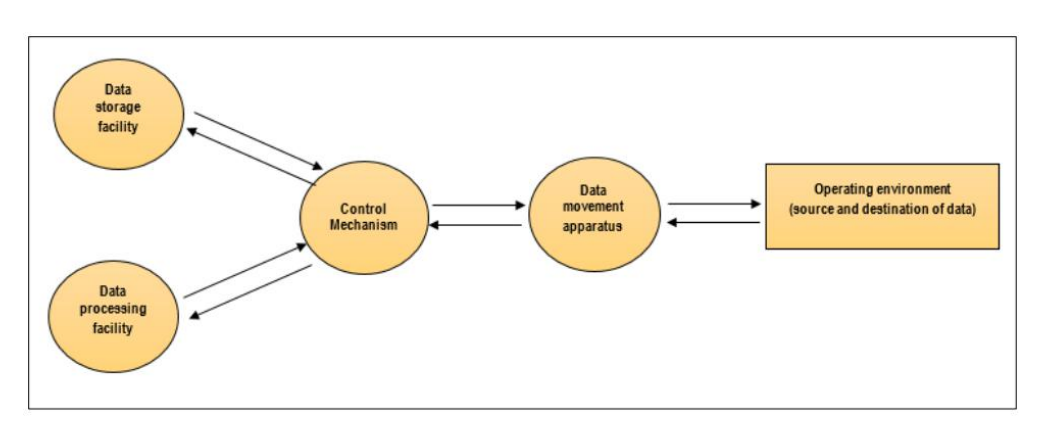 Data
storage
facility
Control
Mechanism
Data
movement
apparatus
Operating environment
(source and destination of data)
Data
processing
facility